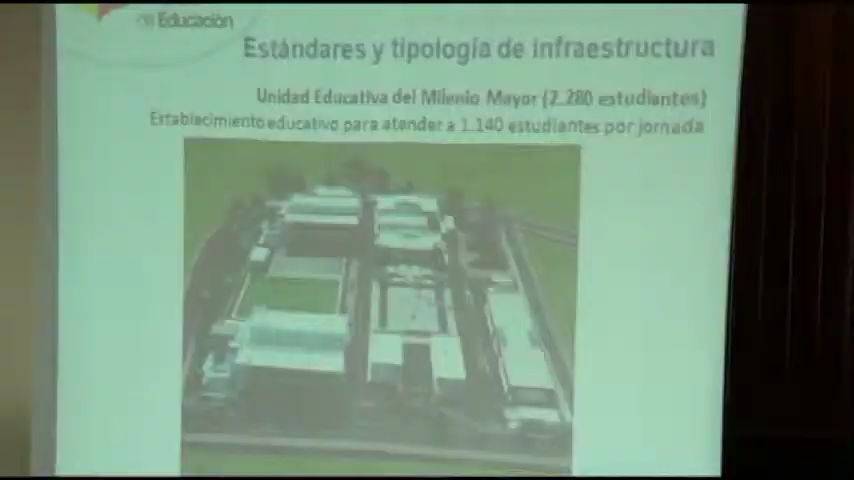 de Educación
Estándares y tipología de infraestructura
Unidad Educativa del Milenio Mayor (2.280 estudiantes)
Establecimiento educativo para atender a 1.140 estudiantes por jornada